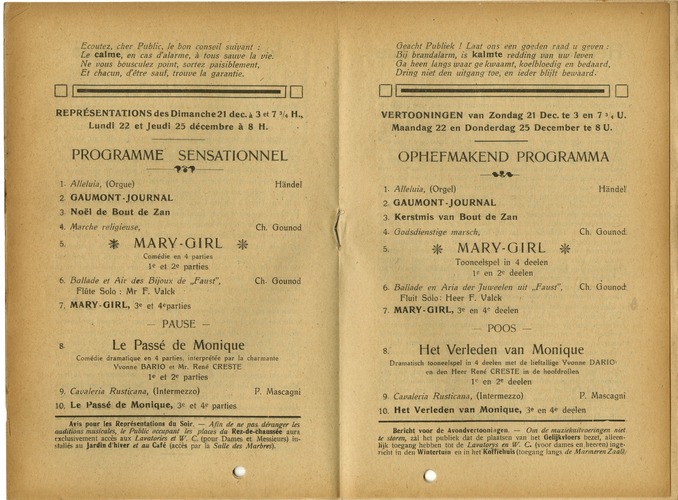 Ecoutez, cher Public, le bon conseil suivant :
Le calme, en cas d'alarme, à tous sauve la vie.
Ne vous bousculez point, sortez paisiblement,
Et chacun, d'être sauf, trouve la garantie.
REPRÉSENTATIONS des Dimanche 21 dec. à 3 et 7 3/4 H.,
Lundi 22 et Jeudi 25 décembre à 8 H.
PROGRAMME SENSATIONNEL
1. Alleluia, (Orgue) Händel
2. GAUMONT-JOURNAL
3. Noël de Bout de Zan
4. Marche religieuse, Ch. Gounod
5. MARY-GIRL
Comédie en 4 parties
1e et 2e parties
6. Ballade et Air des Bijoux de „Faust", Ch. Gounod
Flûte Solo : Mr F. Valck
7. MARY-GIRL, 3e et 4e parties
— PAUSE —
8. Le Passé de Monique
Comédie dramatique en 4 parties, interprétée par la charmante
Yvonne BARIO et Mr. René CRESTE
1e et 2e parties
9. Cavaleria Rusticana, (Intermezzo) P. Mascagni
10. Le Passé de Monique, 3e et 4e parties
Avis pour les Représentations du Soir. — Afin de ne pas déranger les
auditions musicales, le Public occupant les places du Rez-de-chaussée aura
exclusivement accès aux Lavatories et W. C. (pour Dames et Messieurs) in-
stallés au Jardin d'hiver et au Café (accès par la Salle des Marbres).
Geacht Publiek ! Laat ons een goeden raad u geven :
Bij brandalarm, is kalmte redding van uw leven
Ga heen langs waar ge kwaamt, koelbloedig en bedaard,
Dring niet den uitgang toe, en ieder blijft bewaard.
VERTOONINGEN van Zondag 21 Dec. te 3 en 7 3/4 U.
Maandag 22 en Donderdag 25 December te 8 U.
OPHEFMAKEND PROGRAMMA
1. Alleluia, (Orgel) Händel
2. GAUMONT-JOURNAL
3. Kerstmis van Bout de Zan
4. Godsdienstige marsch, Ch. Gounod
5. MARY-GIRL
Tooneelspel in 4 deelen
1e en 2e deelen
6. Ballade en Aria der Juweelen uit „Faust", Ch. Gounod
Fluit Solo: Heer F. Valck
7. MARY-GIRL, 3e en 4e deelen
— POOS —
8. Het Verleden van Monique
Dramatisch tooneelspel in 4 deelen met de lieftallige Yvonne DARIO
en den Heer René CRESTE in de hoofdrollen
1e en 2e deelen
9. Cavaleria Rusticana, (Intermezzo) P. Mascagni
10. Het Verleden van Monique, 3e en 4e deelen
Bericht voor de Avondvertooningen. — Om de muziekuitvoeringen niet
te storen, zal het publiek dat de plaatsen van het Gelijkvloers bezet, alleen-
lijk toegang hebben tot de Lavatorys en W. C. (voor dames en heeren) inge-
richt in den Wintertuin en in het Koffiehuis (toegang langs de Marmeren Zaal).